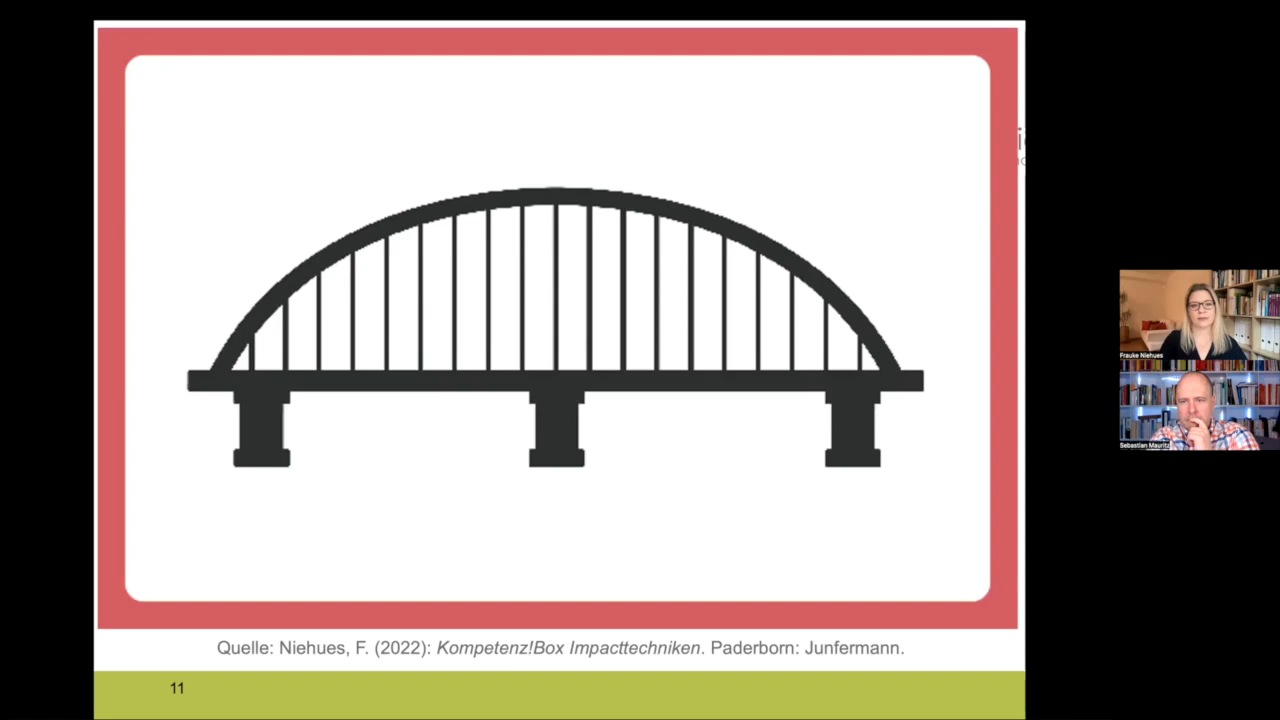 Quelle: Niehues, F. (2022): Kompetenz!Box Impacttechniken. Paderborn: Junfermann.
11
Frauke Niehues
Sebastian Mauritz